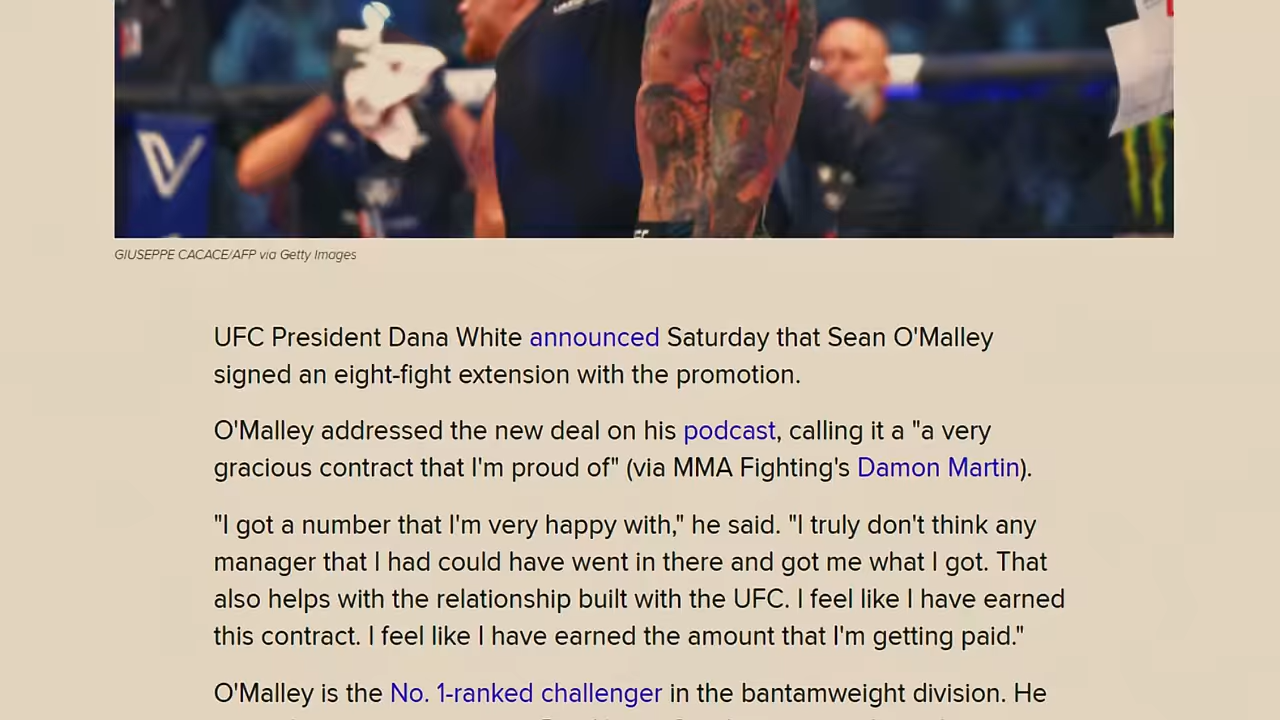 GIUSEPPE CACACE/AFP via Getty Images
UFC President Dana White announced Saturday that Sean O'Malley
signed an eight-fight extension with the promotion.
O'Malley addressed the new deal on his podcast, calling it a "a very
gracious contract that I'm proud of" (via MMA Fighting's Damon Martin).
"I got a number that I'm very happy with," he said. "I truly don't think any
manager that I had could have went in there and got me what I got. That
also helps with the relationship built with the UFC. I feel like I have earned
this contract. I feel like I have earned the amount that I'm getting paid."
O'Malley is the No. 1-ranked challenger in the bantamweight division. He